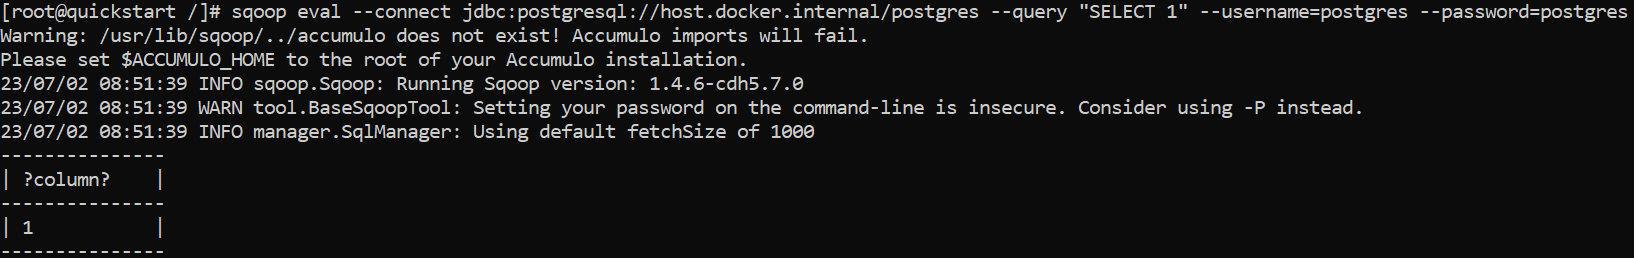 [root@quickstart /]# sqoop eval --connect jdbc:postgresql://host.docker.internal/postgres --query "SELECT 1" --username=postgres --password=postgres
Warning: /usr/lib/sqoop/../accumulo does not exist! Accumulo imports will fail.
Please set $ACCUMULO_HOME to the root of your Accumulo installation.
23/07/02 08:51:39 INFO sqoop.Sqoop: Running Sqoop version: 1.4.6-cdh5.7.0
23/07/02 08:51:39 WARN tool.BaseSqoopTool: Setting your password on the command-line is insecure. Consider using -P instead.
23/07/02 08:51:39 INFO manager.SqlManager: Using default fetchSize of 1000
---------------
| ?column?    |
---------------
| 1           |
---------------